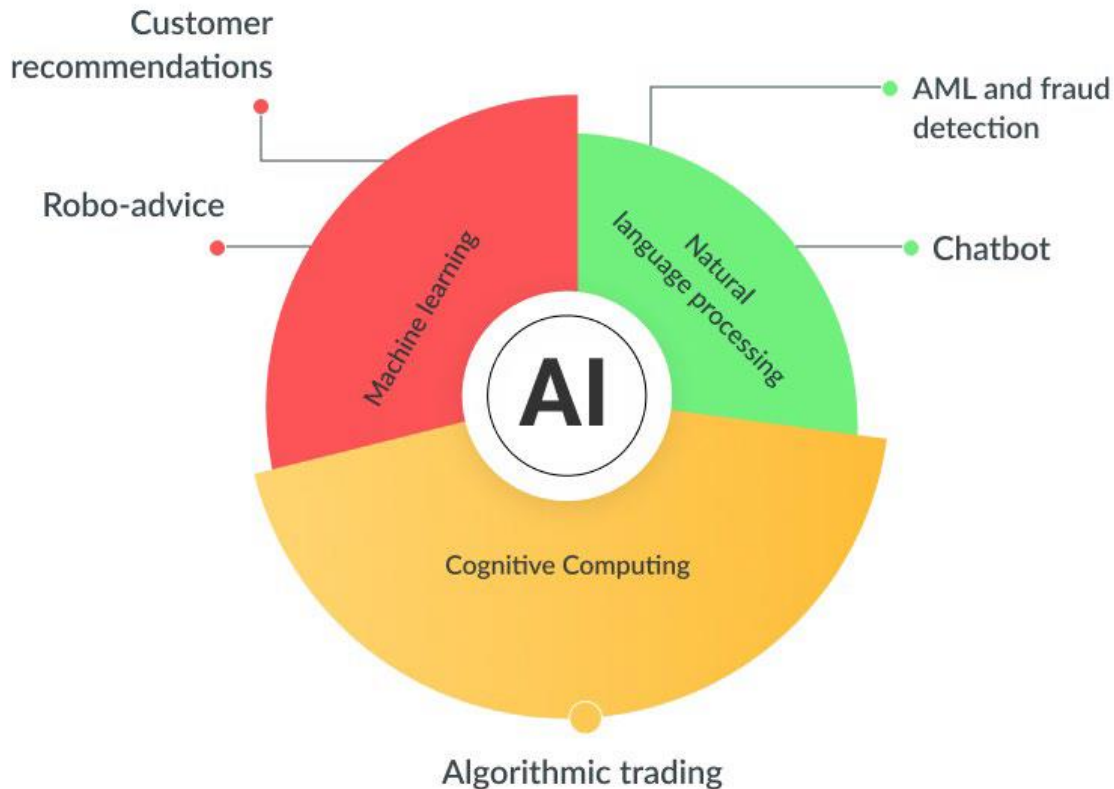 Customer
recommendations
AML and fraud
detection
Robo-advice
Chatbot
Machine learning
Natural
language processing
AI
Cognitive Computing
Algorithmic trading